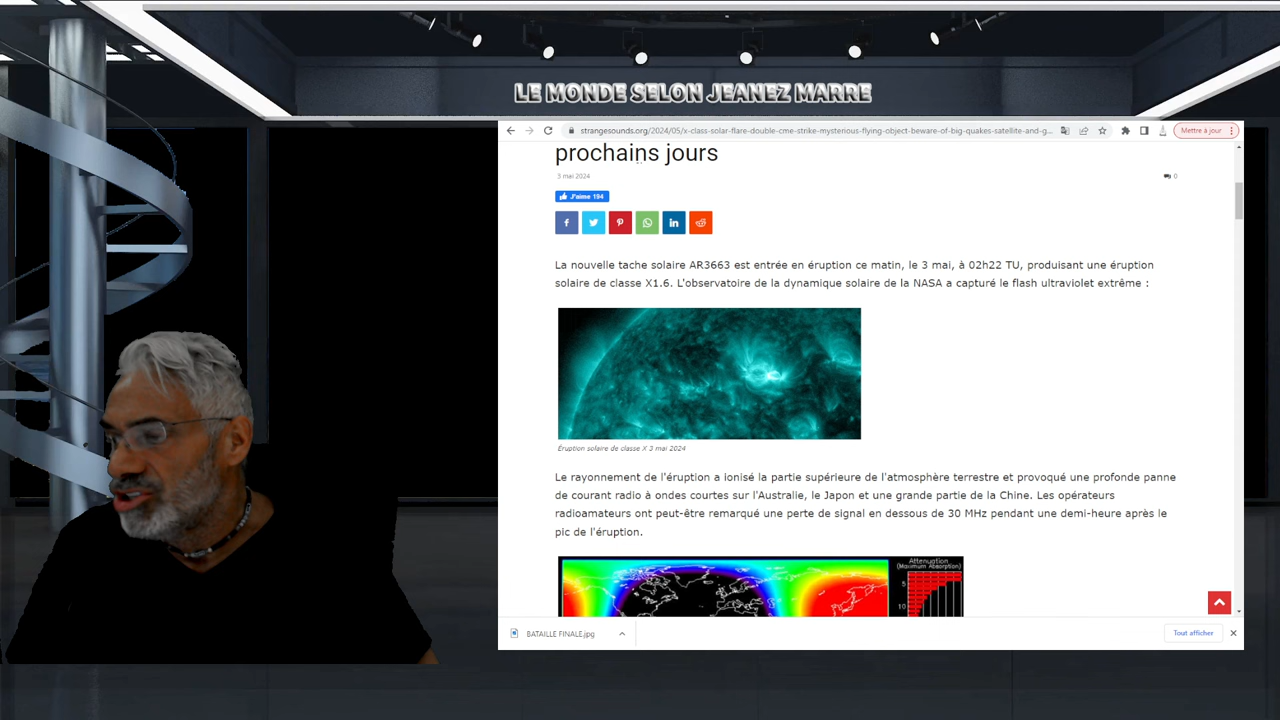 LE MONDE SELON JEANEZ MARRE
strangesounds.org/2024/05/x-class-solar-flare-double-cme-strike-mysterious-flying-object-beware-of-big-quakes-satellite-and-g...
Mettre à jour
prochains jours
3 mai 2024
0
J'aime 194
La nouvelle tache solaire AR3663 est entrée en éruption ce matin, le 3 mai, à 02h22 TU, produisant une éruption
solaire de classe X1.6. L'observatoire de la dynamique solaire de la NASA a capturé le flash ultraviolet extrême :
Éruption solaire de classe X 3 mai 2024
Le rayonnement de l'éruption a ionisé la partie supérieure de l'atmosphère terrestre et provoqué une profonde panne
de courant radio à ondes courtes sur l'Australie, le Japon et une grande partie de la Chine. Les opérateurs
radioamateurs ont peut-être remarqué une perte de signal en dessous de 30 MHz pendant une demi-heure après le
pic de l'éruption.
Attenuation
(Maximum Absorption)
5
10
BATAILLE FINALE.jpg
Tout afficher